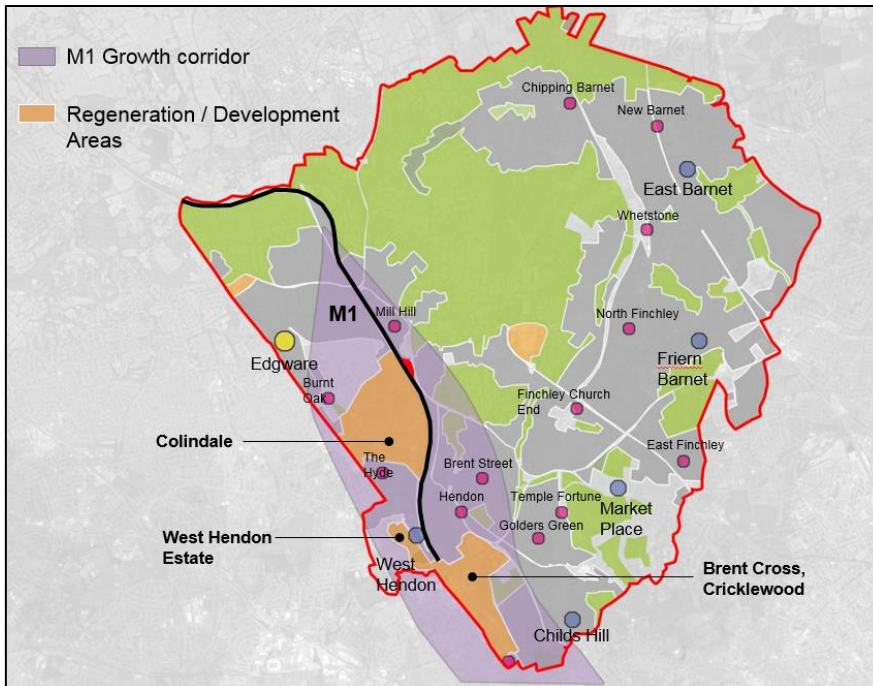 M1 Growth corridor
Regeneration / Development
Areas
Chipping Barnet
New Barnet
East Barnet
Whetstone
M1
Mill Hill
North Finchley
Edgware
Friern
Barnet
Burnt
Oak
Finchley Church
End
Colindale
East Finchley
The
Hyde
Brent Street
Hendon
Temple Fortune
Market
Place
Golders Green
West Hendon
Estate
West
Hendon
Brent Cross,
Cricklewood
Childs Hill